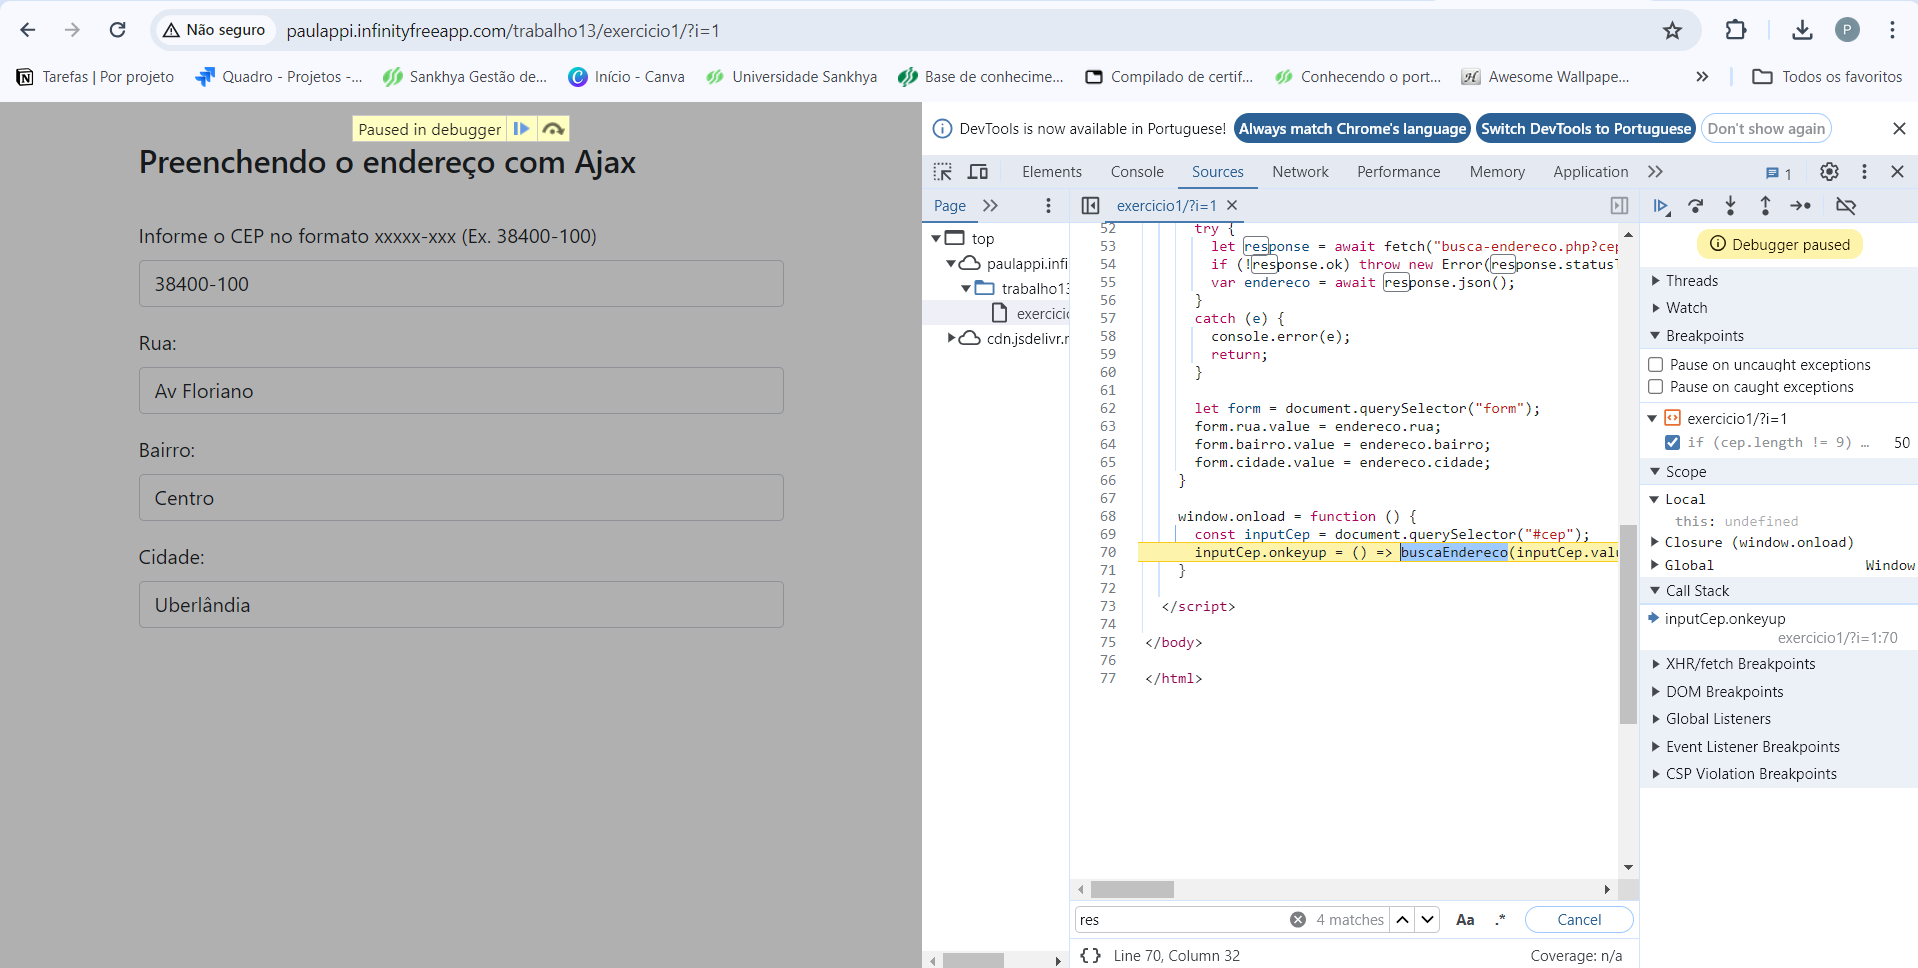 Não seguro
paulappi.infinityfreeapp.com/trabalho13/exercicio1/?i=1
P
Tarefas | Por projeto
Quadro - Projetos -...
Sankhya Gestão de...
Início - Canva
Universidade Sankhya
Base de conhecime...
Compilado de certif...
Conhecendo o port...
Awesome Wallpape...
Todos os favoritos
Paused in debugger
Preenchendo o endereço com Ajax
Informe o CEP no formato xxxxx-xxx (Ex. 38400-100)
38400-100
Rua:
Av Floriano
Bairro:
Centro
Cidade:
Uberlândia
DevTools is now available in Portuguese!
Always match Chrome's language
Switch DevTools to Portuguese
Don't show again
Elements
Console
Sources
Network
Performance
Memory
Application
1
Page
top
paulappi.infi
trabalho13
exercicio
cdn.jsdelivr.n
exercicio1/?i=1
52 try {
53 let response = await fetch("busca-endereco.php?cep
54 if (!response.ok) throw new Error(response.statusT
55 var endereco = await response.json();
56 }
57 catch (e) {
58 console.error(e);
59 return;
60 }
61
62 let form = document.querySelector("form");
63 form.rua.value = endereco.rua;
64 form.bairro.value = endereco.bairro;
65 form.cidade.value = endereco.cidade;
66 }
67
68 window.onload = function () {
69 const inputCep = document.querySelector("#cep");
70 inputCep.onkeyup = () => buscaEndereco(inputCep.valu
71 }
72
73 </script>
74
75 </body>
76
77 </html>
res
4 matches
Aa
.*
Cancel
{ } Line 70, Column 32
Coverage: n/a
Debugger paused
Threads
Watch
Breakpoints
Pause on uncaught exceptions
Pause on caught exceptions
exercicio1/?i=1
if (cep.length != 9) … 50
Scope
Local
this: undefined
Closure (window.onload)
Global Window
Call Stack
inputCep.onkeyup
exercicio1/?i=1:70
XHR/fetch Breakpoints
DOM Breakpoints
Global Listeners
Event Listener Breakpoints
CSP Violation Breakpoints